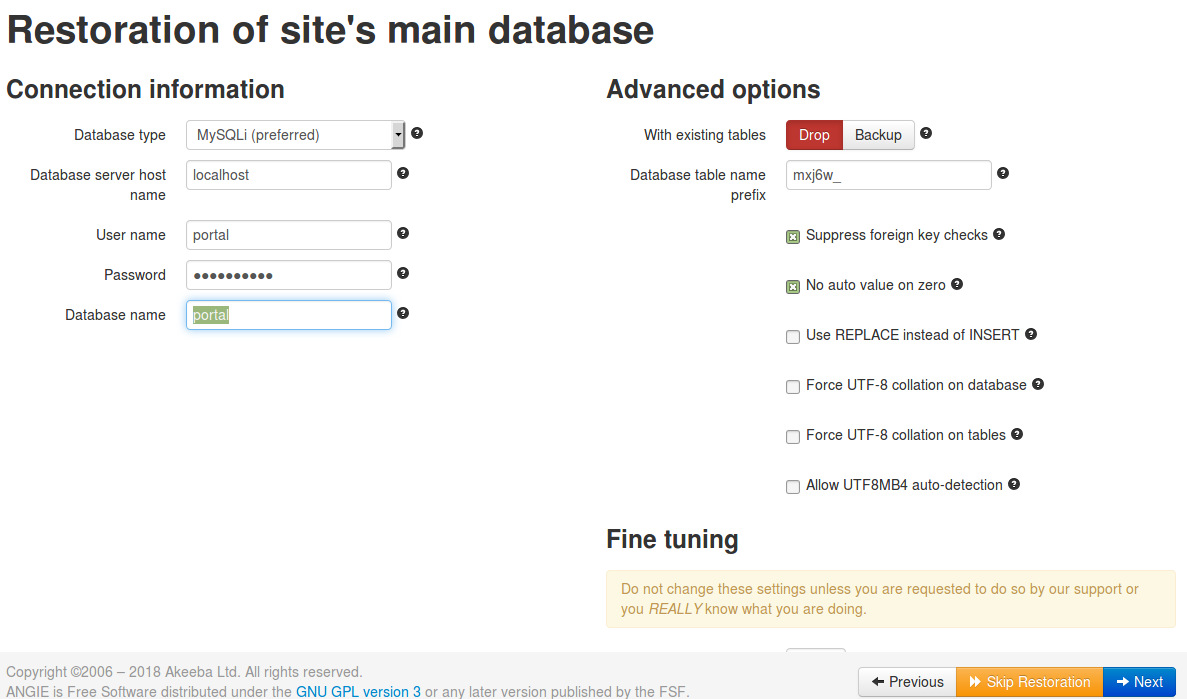 Restoration of site's main database
Connection information
Database type
MySQLi (preferred)
Database server host
name
localhost
User name
portal
Password
●●●●●●●●●●
Database name
portal
Advanced options
With existing tables
Drop
Backup
Database table name
prefix
mxj6w_
Suppress foreign key checks
No auto value on zero
Use REPLACE instead of INSERT
Force UTF-8 collation on database
Force UTF-8 collation on tables
Allow UTF8MB4 auto-detection
Fine tuning
Do not change these settings unless you are requested to do so by our support or
you REALLY know what you are doing.
Copyright ©2006 – 2018 Akeeba Ltd. All rights reserved.
ANGIE is Free Software distributed under the GNU GPL version 3 or any later version published by the FSF.
Previous
Skip Restoration
Next